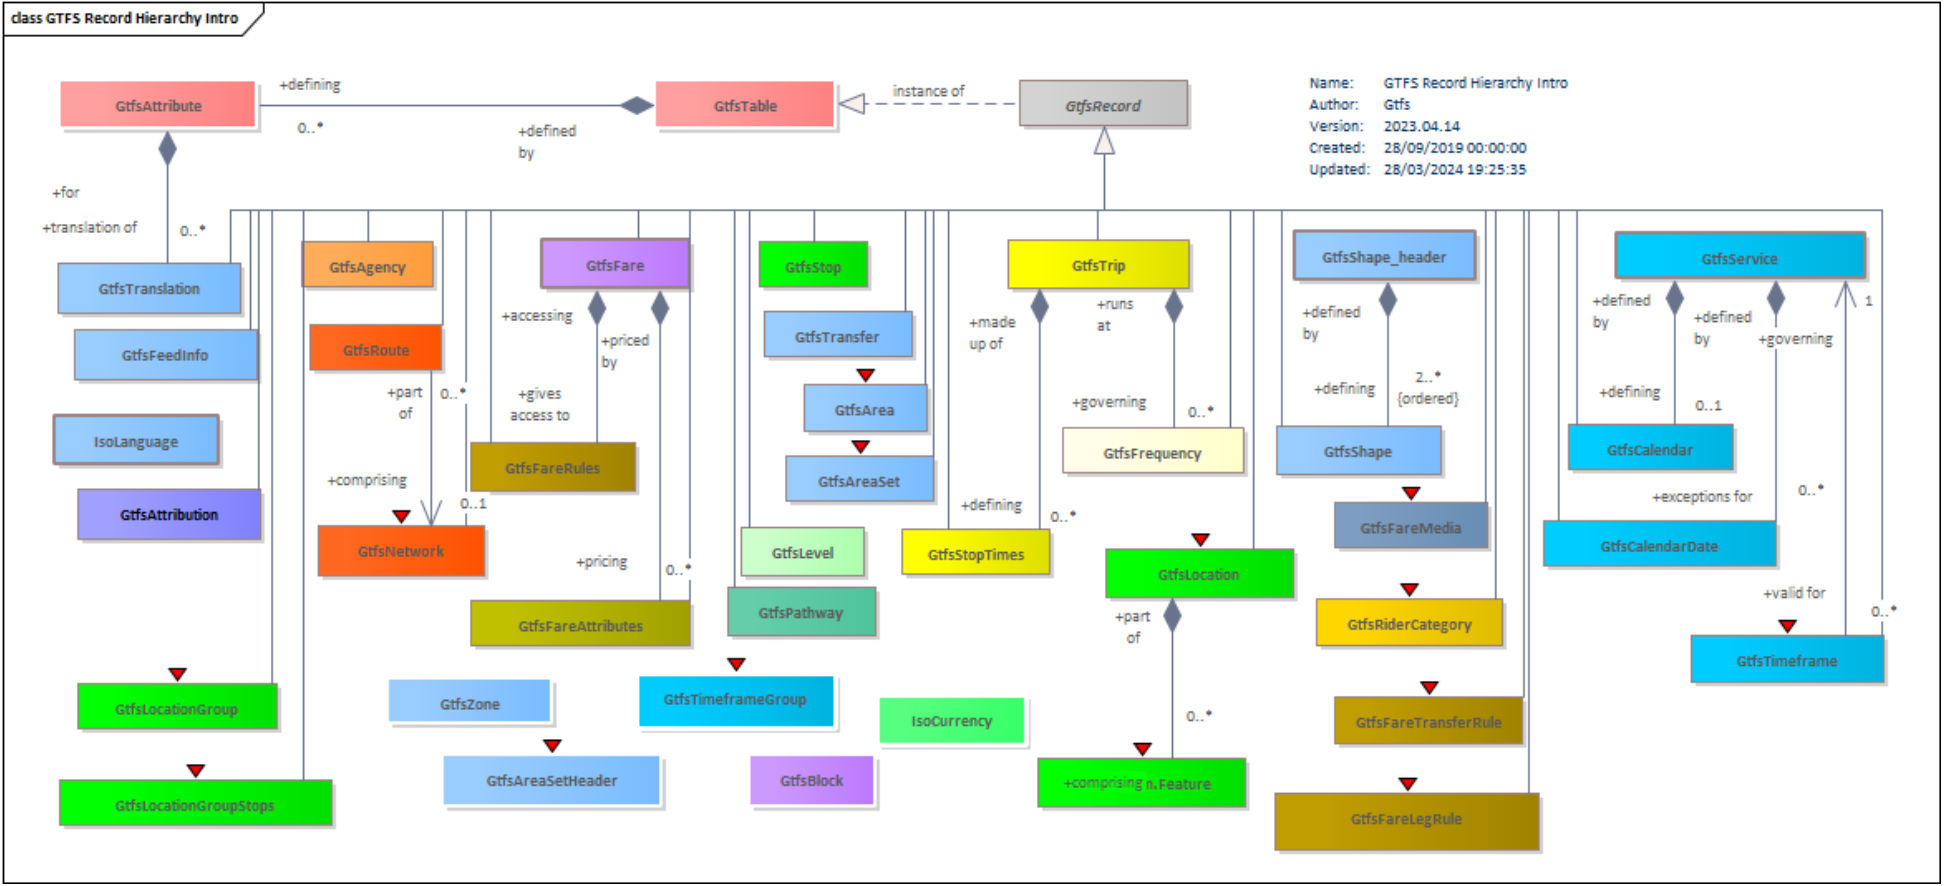 class GTFS Record Hierarchy Intro
GtfsAttribute
+defining
0..*
+defined
by
GtfsTable
instance of
GtfsRecord
Name: GTFS Record Hierarchy Intro
Author: Gtfs
Version: 2023.04.14
Created: 28/09/2019 00:00:00
Updated: 28/03/2024 19:25:35
+for
+translation of
0..*
GtfsTranslation
GtfsFeedInfo
IsoLanguage
GtfsAttribution
GtfsAgency
GtfsRoute
+part
of
0..*
+comprising
0..1
GtfsNetwork
GtfsFare
+accessing
+priced
by
+gives
access to
GtfsFareRules
+pricing
0..*
GtfsFareAttributes
GtfsStop
GtfsTransfer
GtfsArea
GtfsAreaSet
GtfsLevel
GtfsPathway
GtfsTrip
+made
up of
+runs
at
+governing
0..*
GtfsFrequency
+defining
0..*
GtfsStopTimes
GtfsLocation
+part
of
0..*
+comprising
n.Feature
GtfsShape_header
+defined
by
+defining
2..*
{ordered}
GtfsShape
GtfsFareMedia
GtfsRiderCategory
GtfsFareTransferRule
GtfsFareLegRule
GtfsService
+defined
by
+defined
by
1
+governing
+defining
0..1
GtfsCalendar
+exceptions for
0..*
GtfsCalendarDate
+valid for
0..*
GtfsTimeframe
GtfsLocationGroup
GtfsLocationGroupStops
GtfsZone
GtfsAreaSetHeader
GtfsTimeframeGroup
GtfsBlock
IsoCurrency